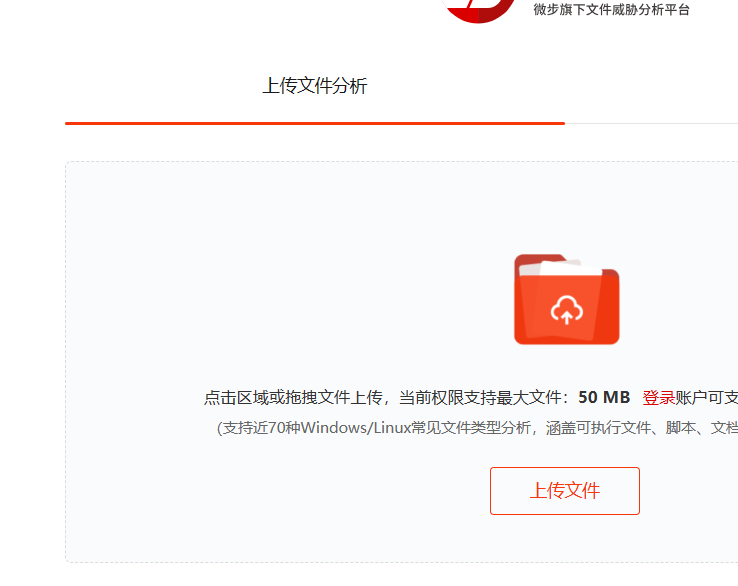 微步旗下文件威胁分析平台
上传文件分析
点击区域或拖拽文件上传，当前权限支持最大文件：50 MB 登录账户可支
(支持近70种Windows/Linux常见文件类型分析，涵盖可执行文件、脚本、文档
上传文件